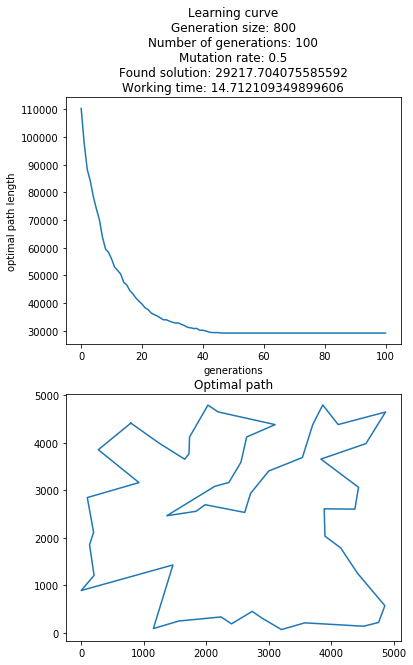 Learning curve
Generation size: 800
Number of generations: 100
Mutation rate: 0.5
Found solution: 29217.704075585592
Working time: 14.712109349899606
110000
100000
90000
80000
70000
60000
50000
40000
30000
optimal path length
0 20 40 60 80 100
generations
Optimal path
5000
4000
3000
2000
1000
0
0 1000 2000 3000 4000 5000